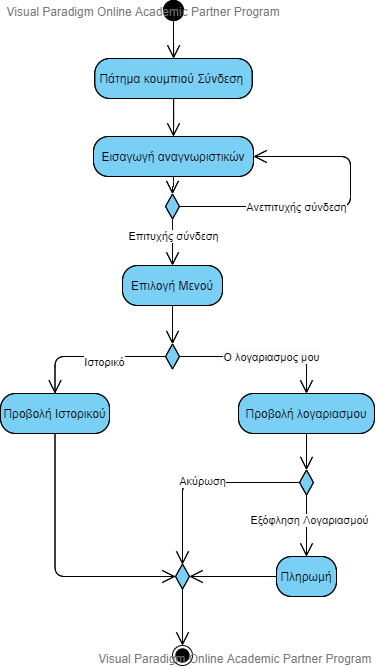 Visual Paradigm Online Academic Partner Program
Πάτημα κουμπιού Σύνδεση
Εισαγωγή αναγνωριστικών
Ανεπιτυχής σύνδεση
Επιτυχής σύνδεση
Επιλογή Μενού
Ιστορικό
Ο λογαριασμος μου
Προβολή Ιστορικού
Προβολή λογαριασμου
Ακύρωση
Εξόφληση Λογαριασμού
Πληρωμή
Visual Paradigm Online Academic Partner Program